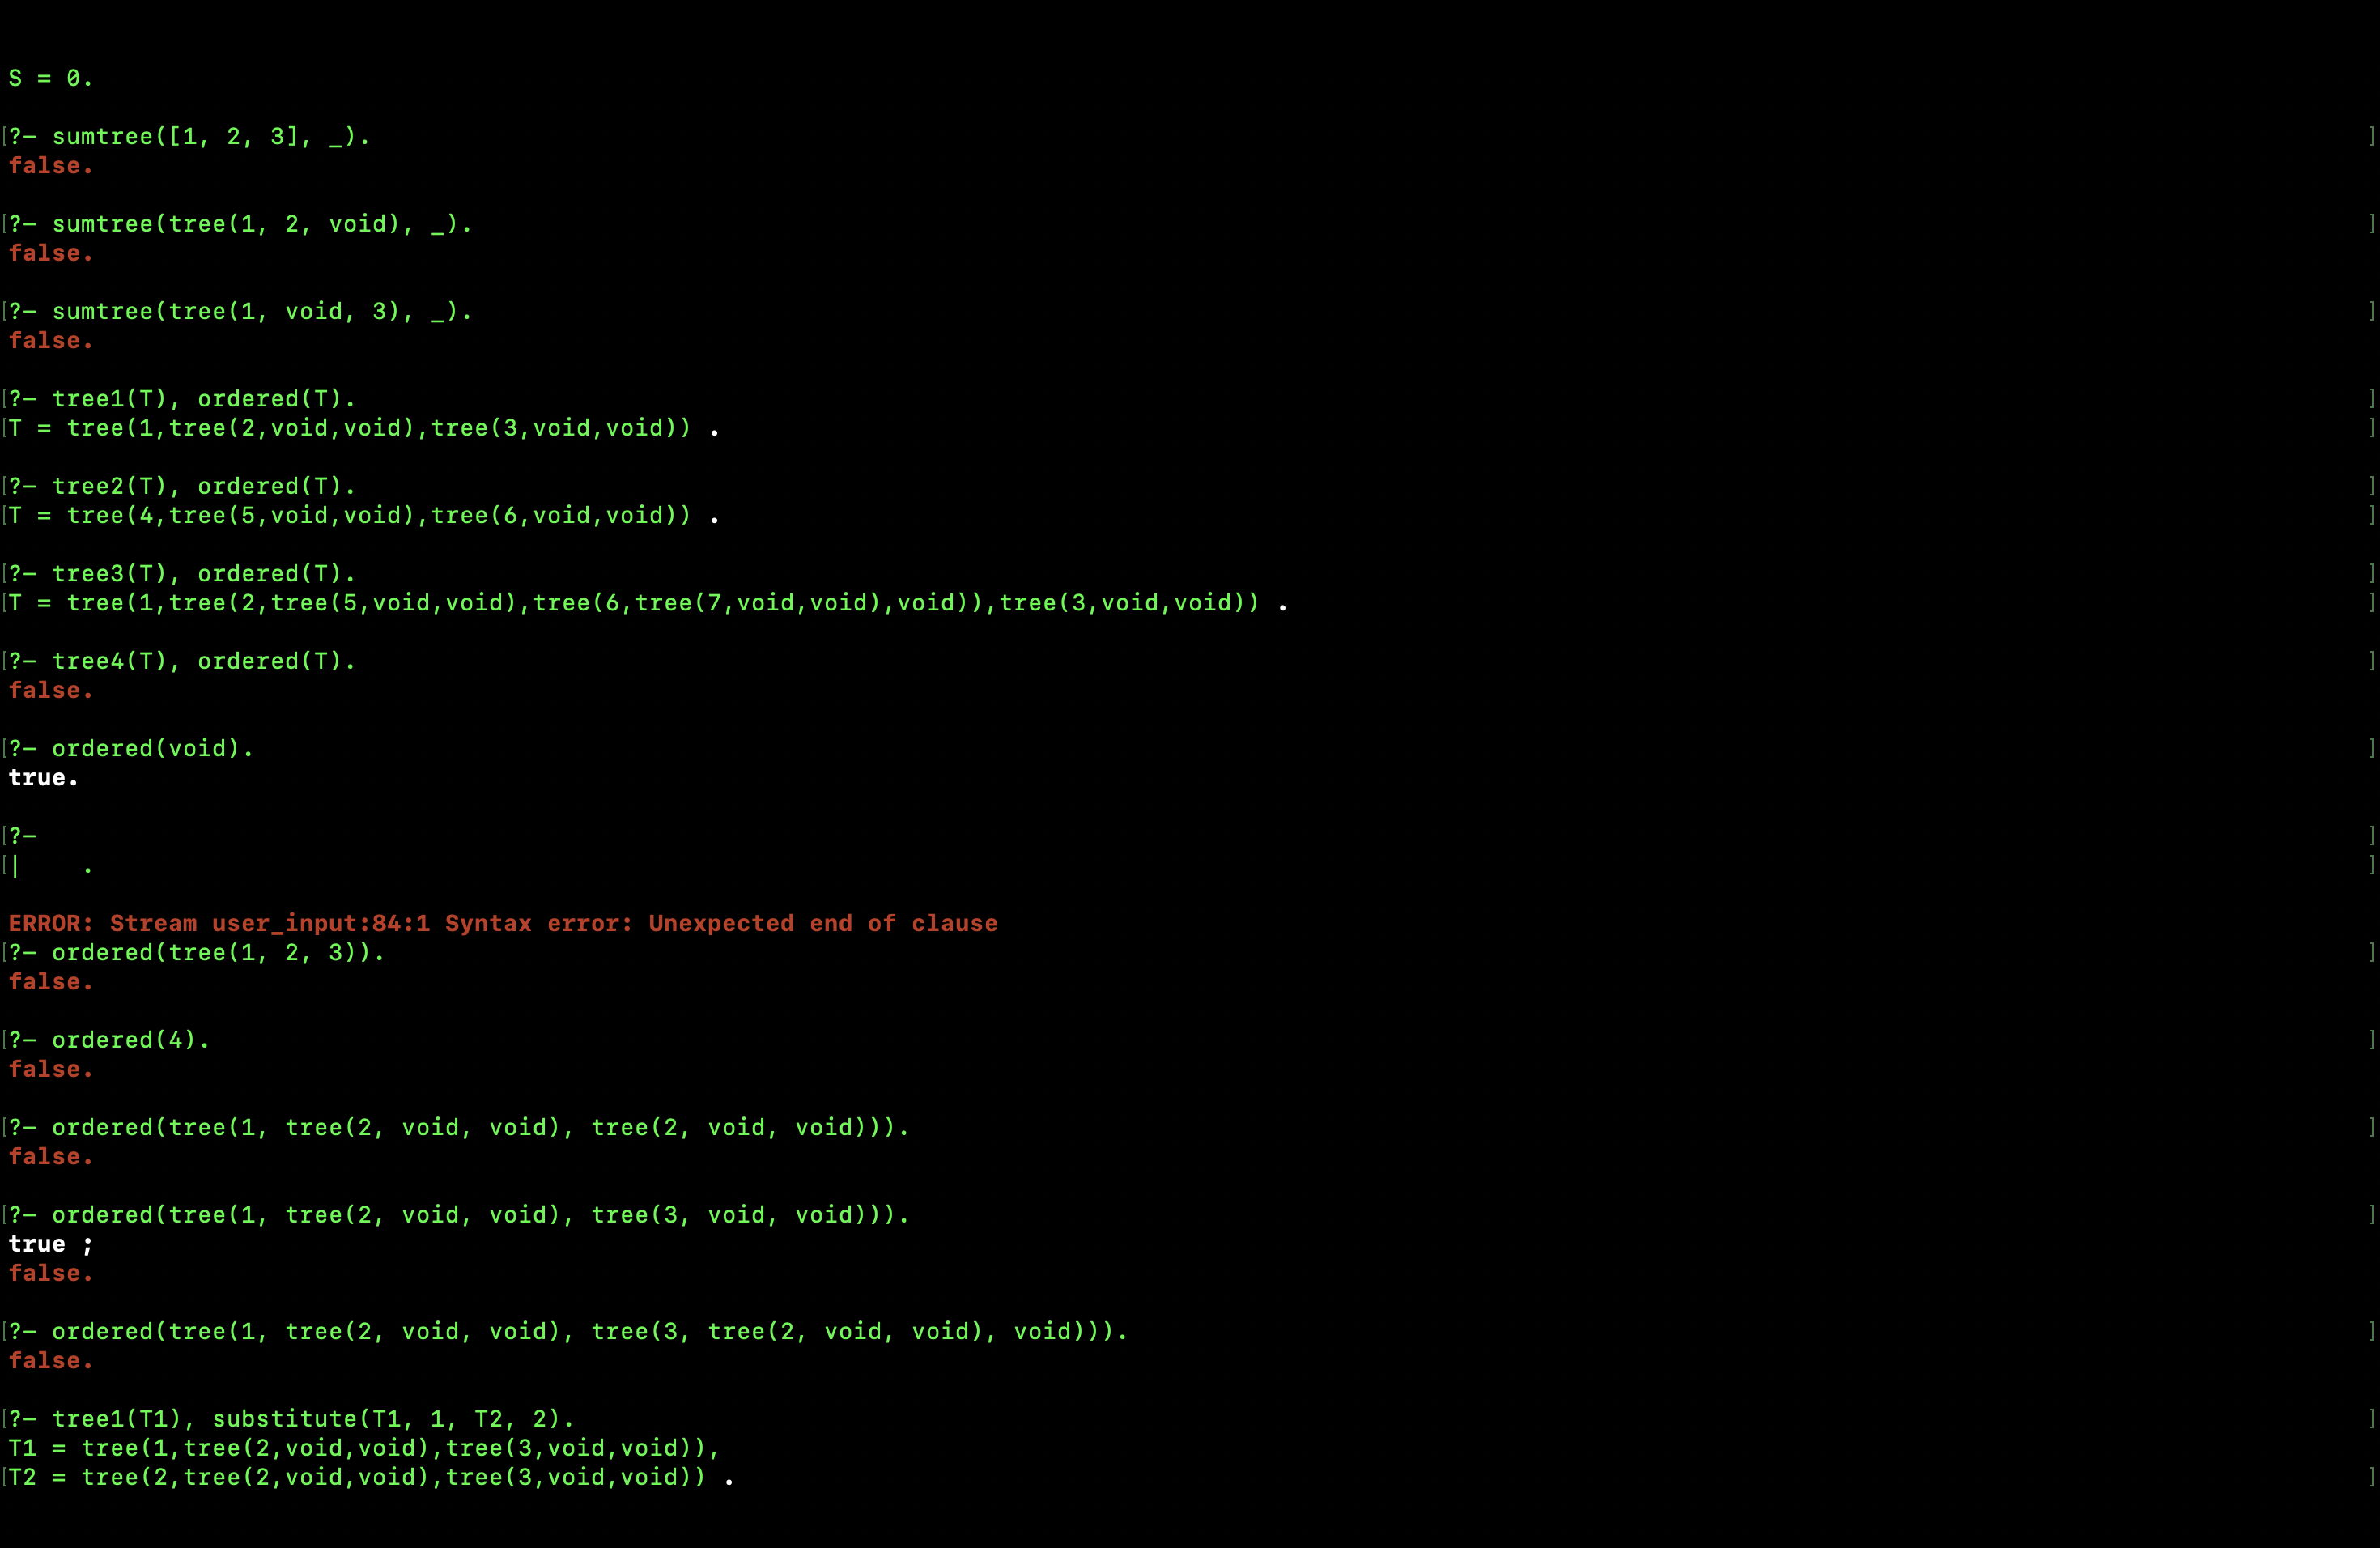 S = 0.
[?- sumtree([1, 2, 3], _). ]
false.
[?- sumtree(tree(1, 2, void), _). ]
false.
[?- sumtree(tree(1, void, 3), _). ]
false.
[?- tree1(T), ordered(T). ]
[T = tree(1,tree(2,void,void),tree(3,void,void)) . ]
[?- tree2(T), ordered(T). ]
[T = tree(4,tree(5,void,void),tree(6,void,void)) . ]
[?- tree3(T), ordered(T). ]
[T = tree(1,tree(2,tree(5,void,void),tree(6,tree(7,void,void),void)),tree(3,void,void)) . ]
[?- tree4(T), ordered(T). ]
false.
[?- ordered(void). ]
true.
[?- ]
[|    . ]
ERROR: Stream user_input:84:1 Syntax error: Unexpected end of clause
[?- ordered(tree(1, 2, 3)). ]
false.
[?- ordered(4). ]
false.
[?- ordered(tree(1, tree(2, void, void), tree(2, void, void))). ]
false.
[?- ordered(tree(1, tree(2, void, void), tree(3, void, void))). ]
true ;
false.
[?- ordered(tree(1, tree(2, void, void), tree(3, tree(2, void, void), void))). ]
false.
[?- tree1(T1), substitute(T1, 1, T2, 2). ]
T1 = tree(1,tree(2,void,void),tree(3,void,void)),
[T2 = tree(2,tree(2,void,void),tree(3,void,void)) . ]